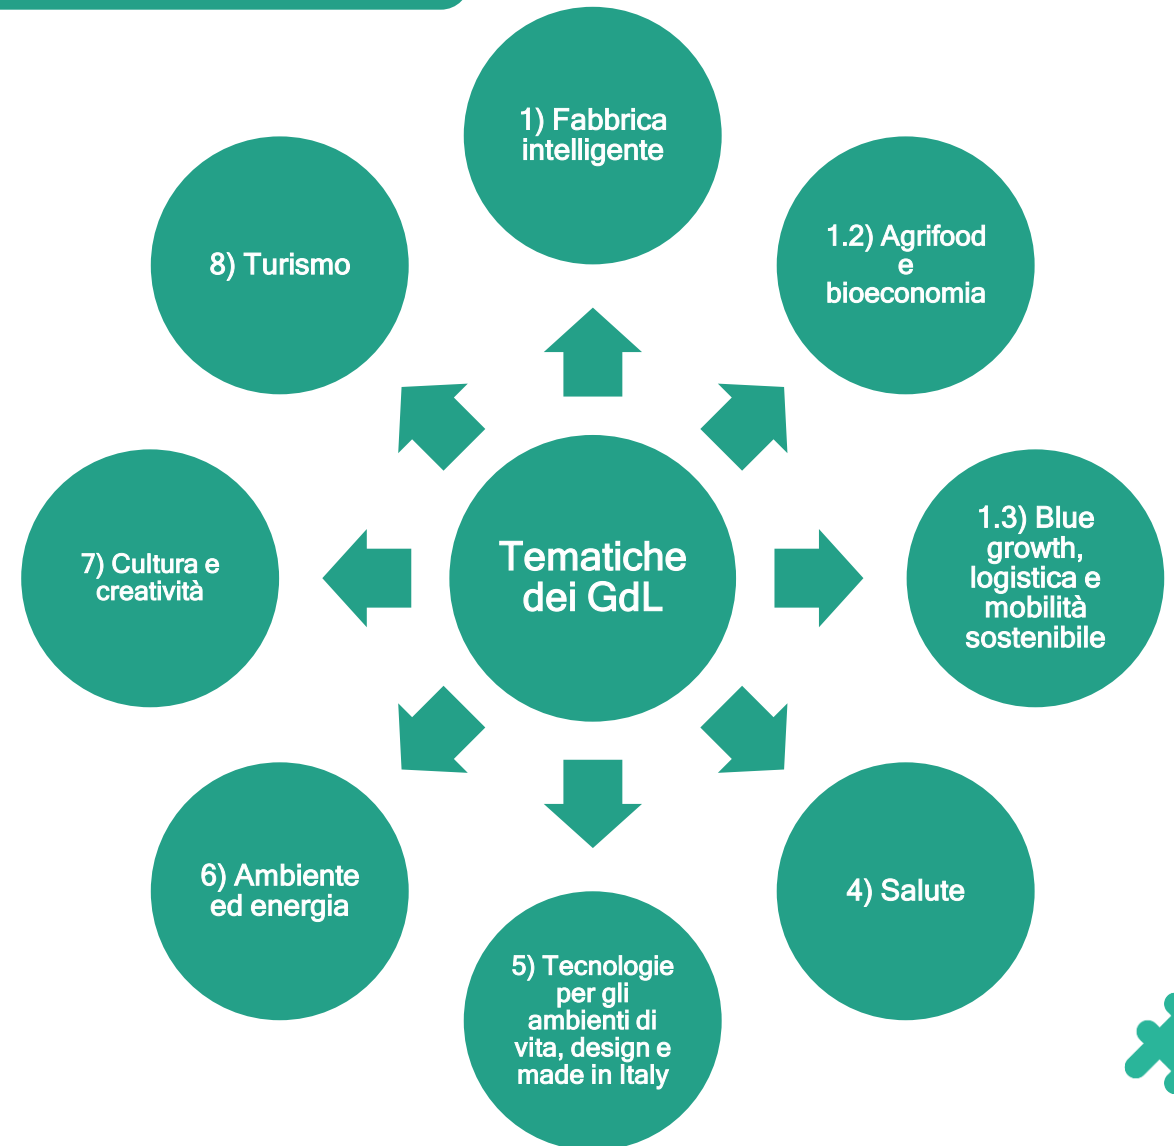 Tematiche
dei GdL
1) Fabbrica
intelligente
1.2) Agrifood
e
bioeconomia
1.3) Blue
growth,
logistica e
mobilità
sostenibile
4) Salute
5) Tecnologie
per gli
ambienti di
vita, design e
made in Italy
6) Ambiente
ed energia
7) Cultura e
creatività
8) Turismo